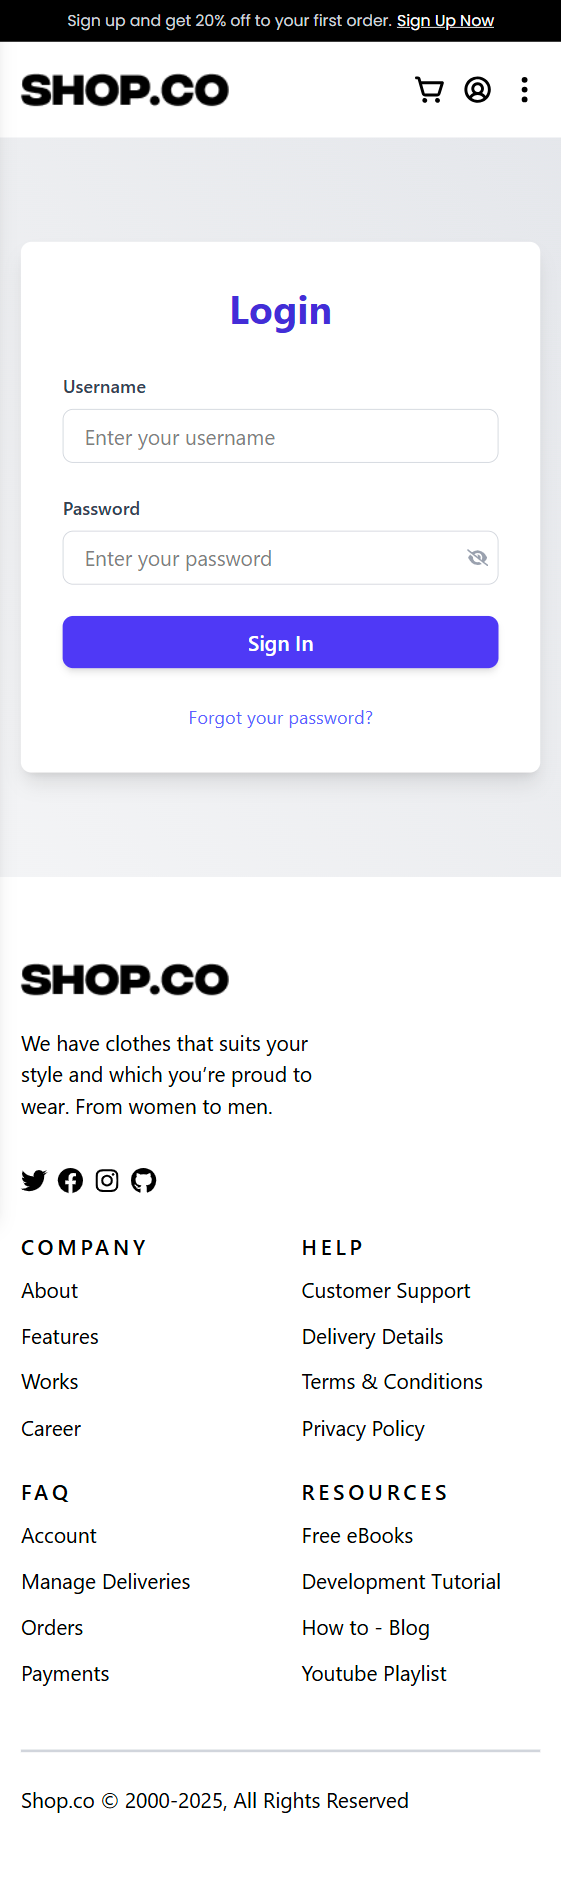 Sign up and get 20% off to your first order. Sign Up Now
SHOP.CO
Login
Username
Enter your username
Password
Enter your password
Sign In
Forgot your password?
SHOP.CO
We have clothes that suits your
style and which you’re proud to
wear. From women to men.
COMPANY
About
Features
Works
Career
HELP
Customer Support
Delivery Details
Terms & Conditions
Privacy Policy
FAQ
Account
Manage Deliveries
Orders
Payments
RESOURCES
Free eBooks
Development Tutorial
How to - Blog
Youtube Playlist
Shop.co © 2000-2025, All Rights Reserved